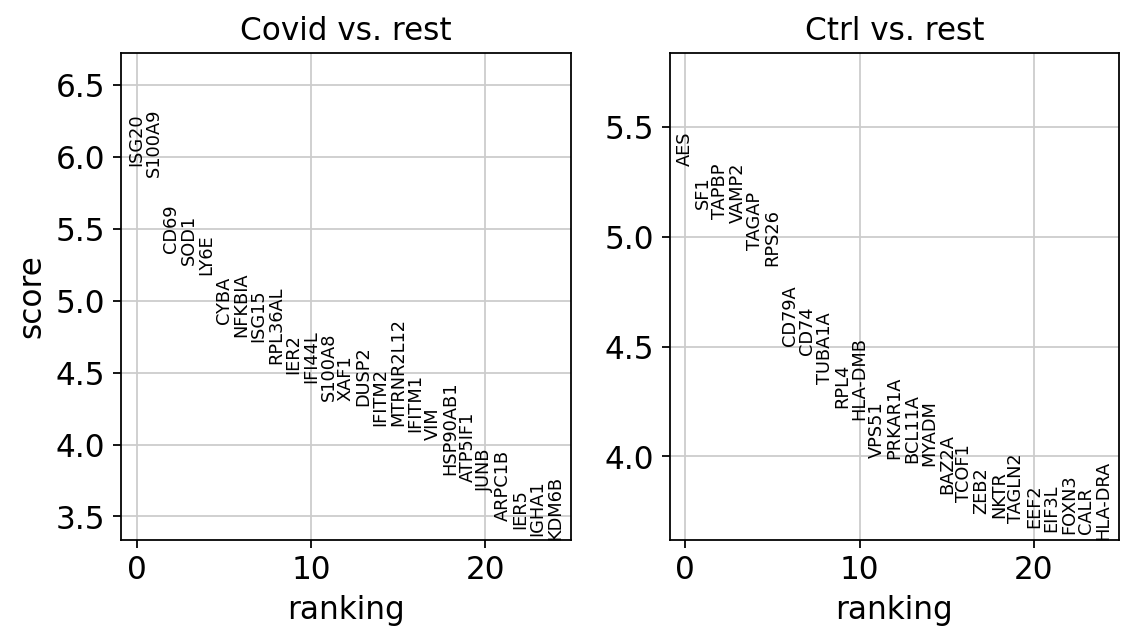 Covid vs. rest
score
6.5
6.0
5.5
5.0
4.5
4.0
3.5
ISG20
S100A9
CD69
SOD1
LY6E
CYBA
NFKBIA
ISG15
RPL36AL
IER2
IFI44L
S100A8
XAF1
DUSP2
IFITM2
MTRNR2L12
IFITM1
VIM
HSP90AB1
ATP5IF1
JUNB
ARPC1B
IER5
IGHA1
KDM6B
0 10 20
ranking
Ctrl vs. rest
5.5
5.0
4.5
4.0
AES
SF1
TAPBP
VAMP2
TAGAP
RPS26
CD79A
CD74
TUBA1A
RPL4
HLA-DMB
VPS51
PRKAR1A
BCL11A
MYADM
BAZ2A
TCOF1
ZEB2
NKTR
TAGLN2
EEF2
EIF3L
FOXN3
CALR
HLA-DRA
0 10 20
ranking